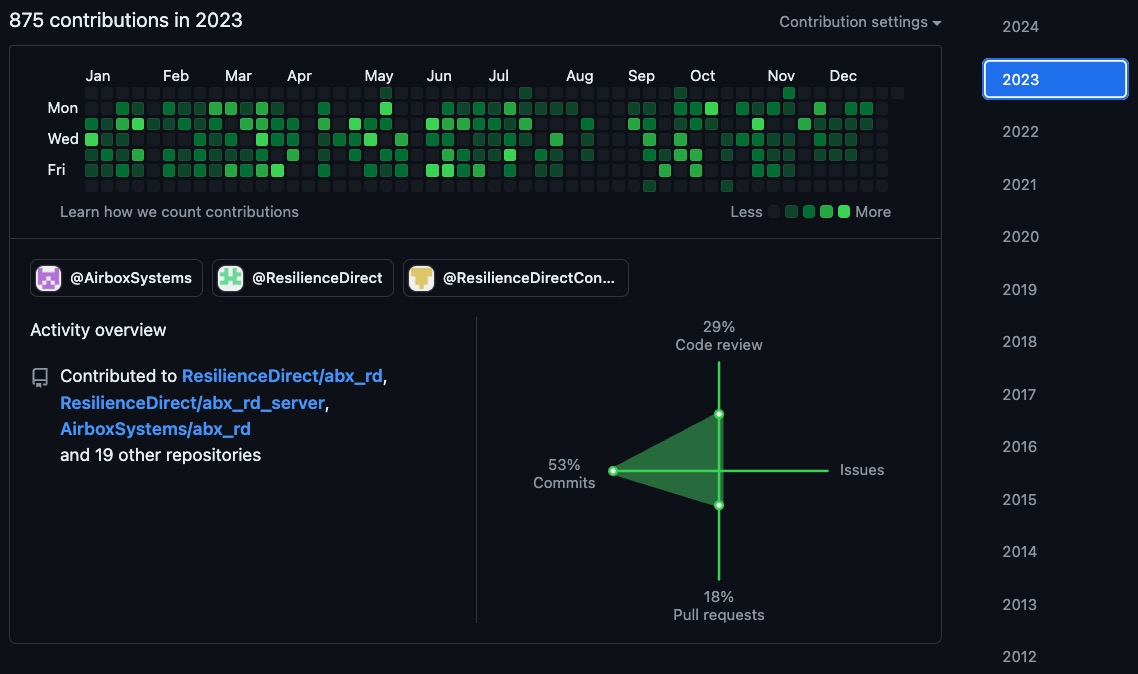 875 contributions in 2023
Contribution settings
Jan Feb Mar Apr May Jun Jul Aug Sep Oct Nov Dec
Mon
Wed
Fri
Learn how we count contributions
Less More
@AirboxSystems @ResilienceDirect @ResilienceDirectCon...
Activity overview
Contributed to ResilienceDirect/abx_rd,
ResilienceDirect/abx_rd_server,
AirboxSystems/abx_rd
and 19 other repositories
29%
Code review
53%
Commits
Issues
18%
Pull requests
2024
2023
2022
2021
2020
2019
2018
2017
2016
2015
2014
2013
2012